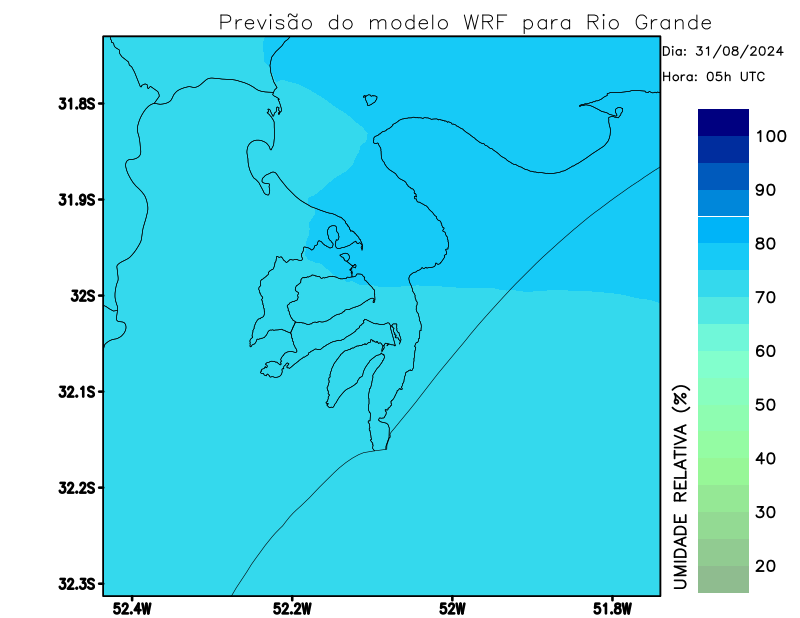 Previsão do modelo WRF para Rio Grande
Dia: 31/08/2024
Hora: 05h UTC
31.8S
31.9S
32S
32.1S
32.2S
32.3S
52.4W
52.2W
52W
51.8W
100
90
80
70
60
50
40
30
20
UMIDADE RELATIVA (%)